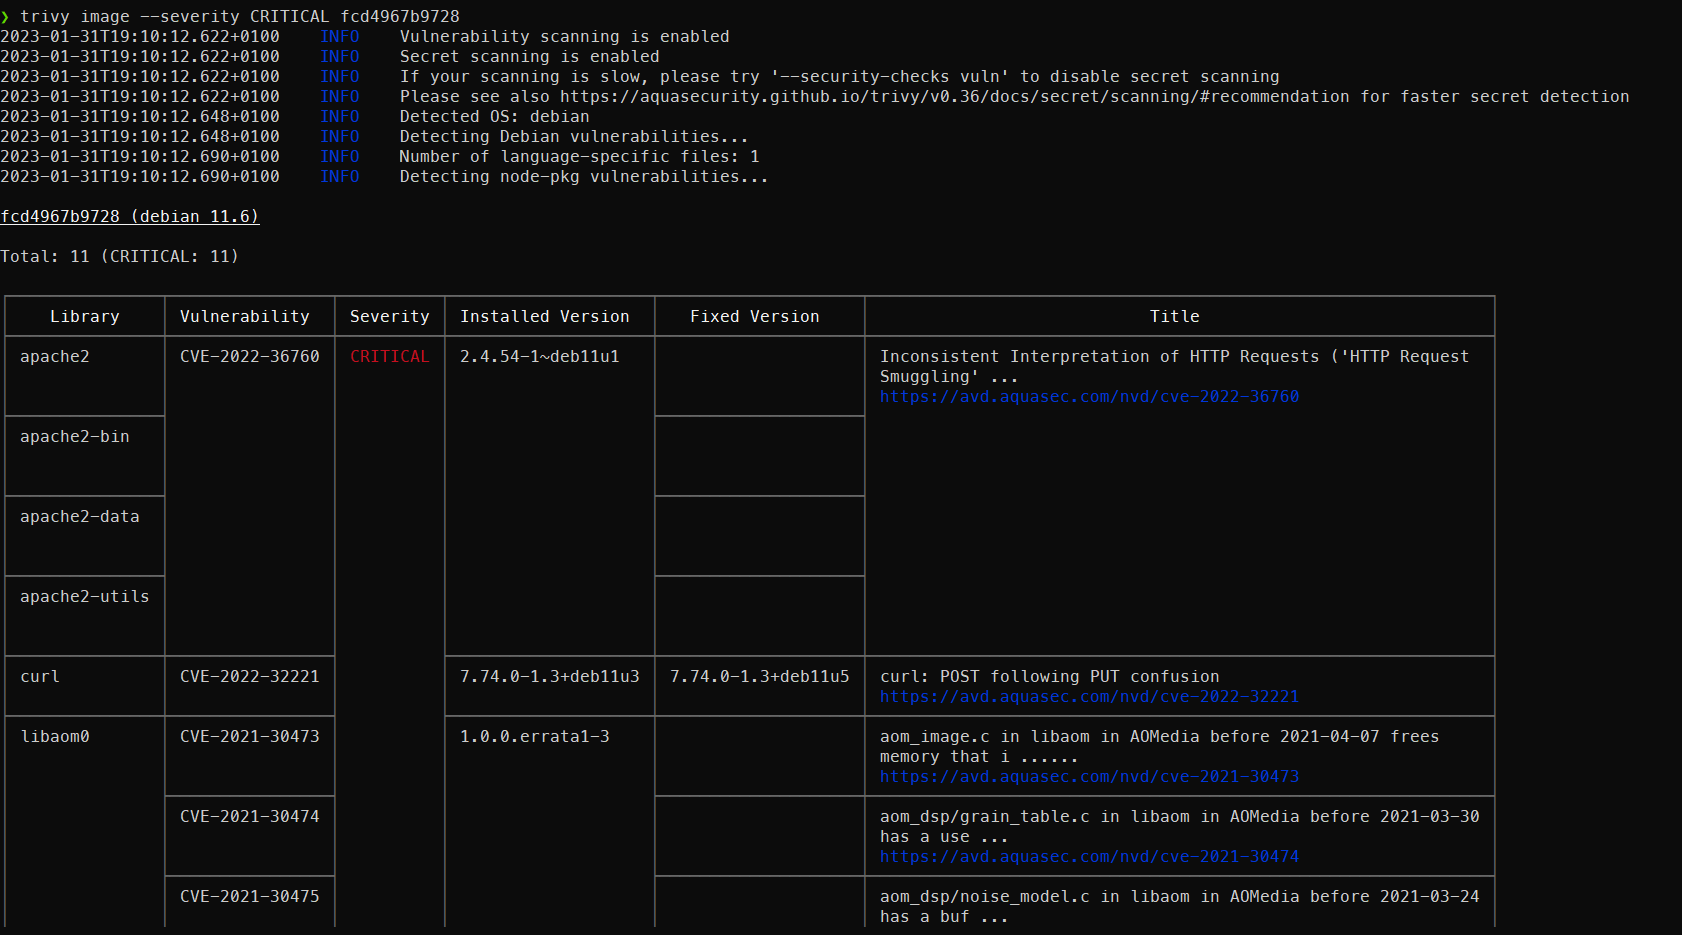 ❯ trivy image --severity CRITICAL fcd4967b9728
2023-01-31T19:10:12.622+0100 INFO Vulnerability scanning is enabled
2023-01-31T19:10:12.622+0100 INFO Secret scanning is enabled
2023-01-31T19:10:12.622+0100 INFO If your scanning is slow, please try '--security-checks vuln' to disable secret scanning
2023-01-31T19:10:12.622+0100 INFO Please see also https://aquasecurity.github.io/trivy/v0.36/docs/secret/scanning/#recommendation for faster secret detection
2023-01-31T19:10:12.648+0100 INFO Detected OS: debian
2023-01-31T19:10:12.648+0100 INFO Detecting Debian vulnerabilities...
2023-01-31T19:10:12.690+0100 INFO Number of language-specific files: 1
2023-01-31T19:10:12.690+0100 INFO Detecting node-pkg vulnerabilities...
fcd4967b9728 (debian 11.6)
Total: 11 (CRITICAL: 11)
Library Vulnerability Severity Installed Version Fixed Version Title
apache2 CVE-2022-36760 CRITICAL 2.4.54-1~deb11u1 Inconsistent Interpretation of HTTP Requests ('HTTP Request
Smuggling' ...
https://avd.aquasec.com/nvd/cve-2022-36760
apache2-bin
apache2-data
apache2-utils
curl CVE-2022-32221 7.74.0-1.3+deb11u3 7.74.0-1.3+deb11u5 curl: POST following PUT confusion
https://avd.aquasec.com/nvd/cve-2022-32221
libaom0 CVE-2021-30473 1.0.0.errata1-3 aom_image.c in libaom in AOMedia before 2021-04-07 frees
memory that i ......
https://avd.aquasec.com/nvd/cve-2021-30473
CVE-2021-30474 aom_dsp/grain_table.c in libaom in AOMedia before 2021-03-30
has a use ...
https://avd.aquasec.com/nvd/cve-2021-30474
CVE-2021-30475 aom_dsp/noise_model.c in libaom in AOMedia before 2021-03-24
has a buf ...